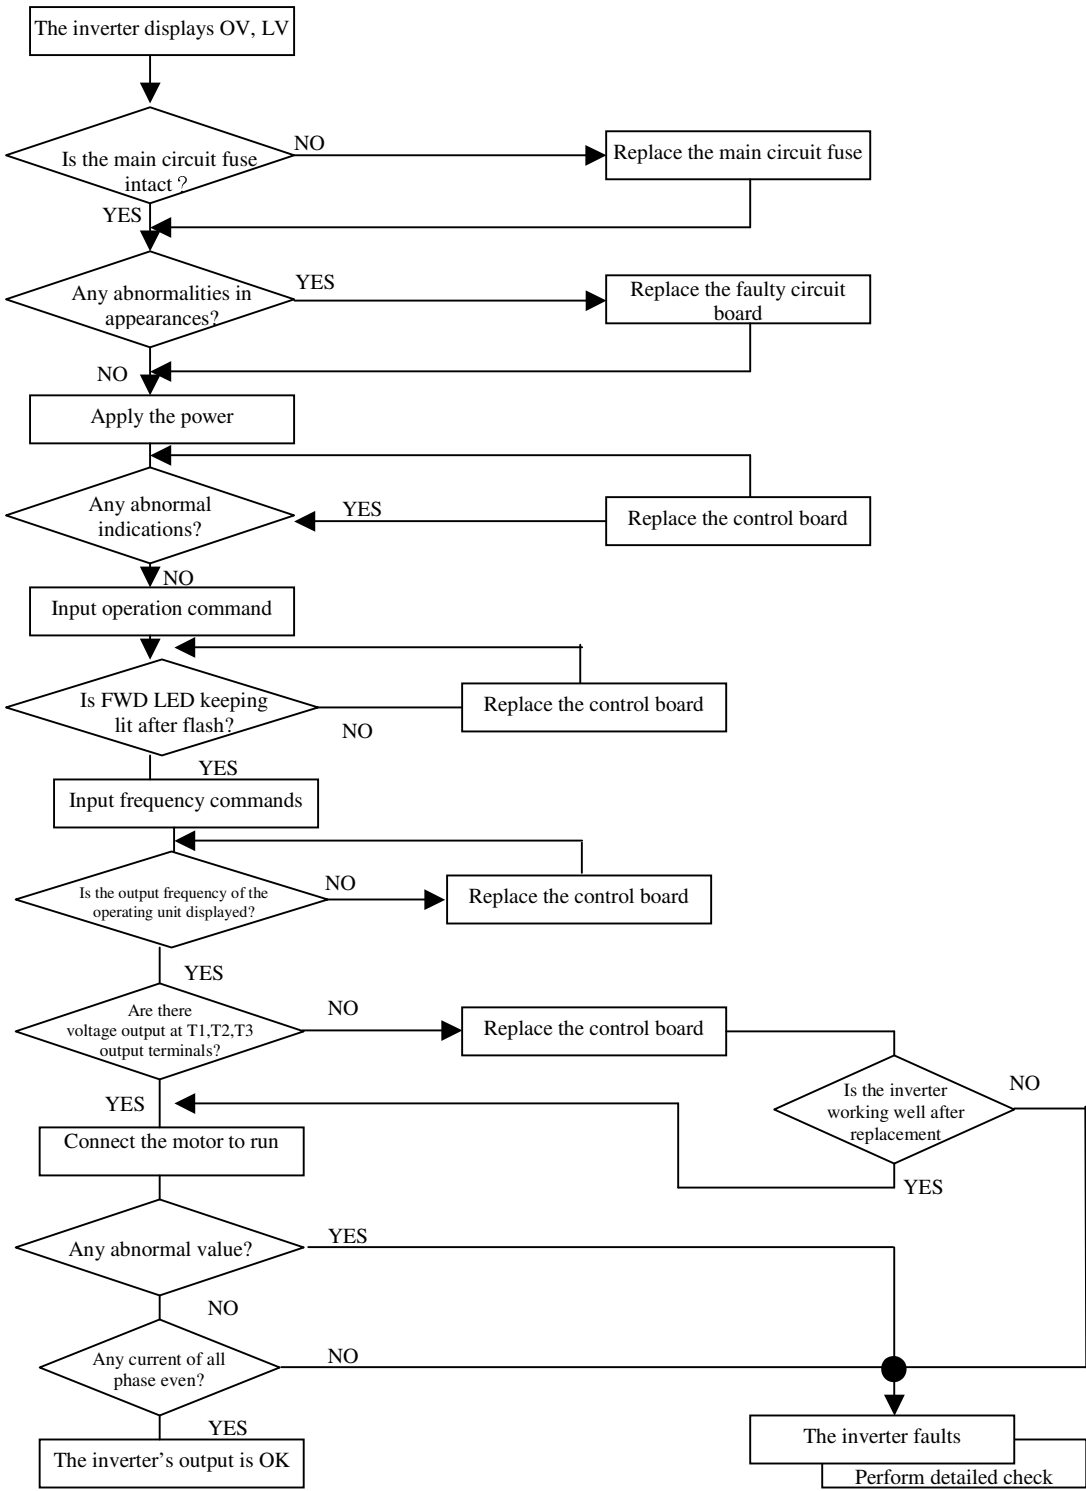 The inverter displays OV, LV
NO
Is the main circuit fuse
intact？
Replace the main circuit fuse
YES
Any abnormalities in
appearances?
YES
Replace the faulty circuit
board
NO
Apply the power
Any abnormal
indications?
YES
Replace the control board
NO
Input operation command
Is FWD LED keeping
lit after flash?
NO
Replace the control board
YES
Input frequency commands
Is the output frequency of the
operating unit displayed?
NO
Replace the control board
YES
Are there
voltage output at T1,T2,T3
output terminals?
NO
Replace the control board
Is the inverter
working well after
replacement
NO
YES
YES
Connect the motor to run
Any abnormal value?
YES
NO
Any current of all
phase even?
NO
YES
The inverter’s output is OK
The inverter faults
Perform detailed check